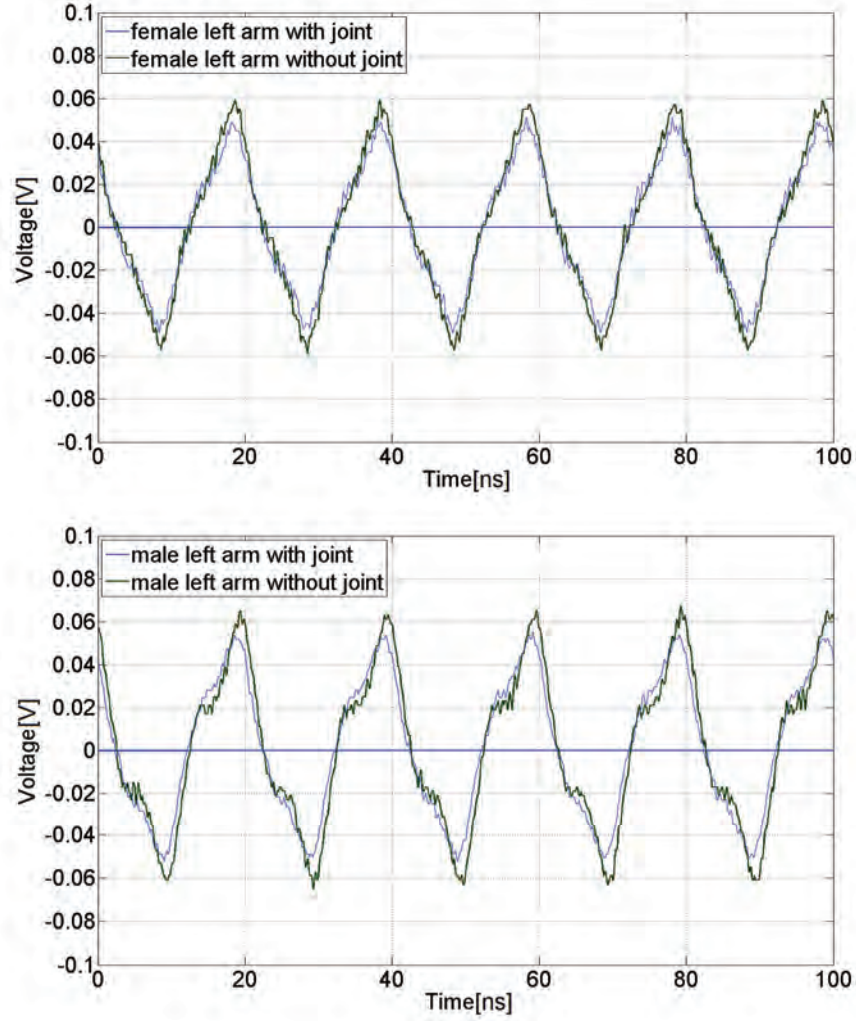 0.1
female left arm with joint
female left arm without joint
0.08
0.06
0.04
0.02
0
-0.02
-0.04
-0.06
-0.08
-0.1
Voltage[V]
0 20 40 60 80 100
Time[ns]
0.1
male left arm with joint
male left arm without joint
0.08
0.06
0.04
0.02
0
-0.02
-0.04
-0.06
-0.08
-0.1
Voltage[V]
0 20 40 60 80 100
Time[ns]